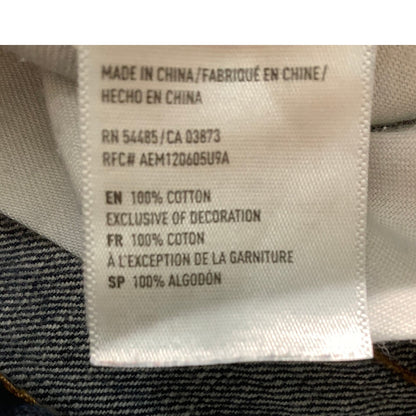 MADE IN CHINA/FABRIQUÉ EN CHINE/
HECHO EN CHINA
RN 54485/CA 03873
RFC# AEM120605U9A
EN 100% COTTON
EXCLUSIVE OF DECORATION
FR 100% COTON
À L'EXCEPTION DE LA GARNITURE
SP 100% ALGODÓN